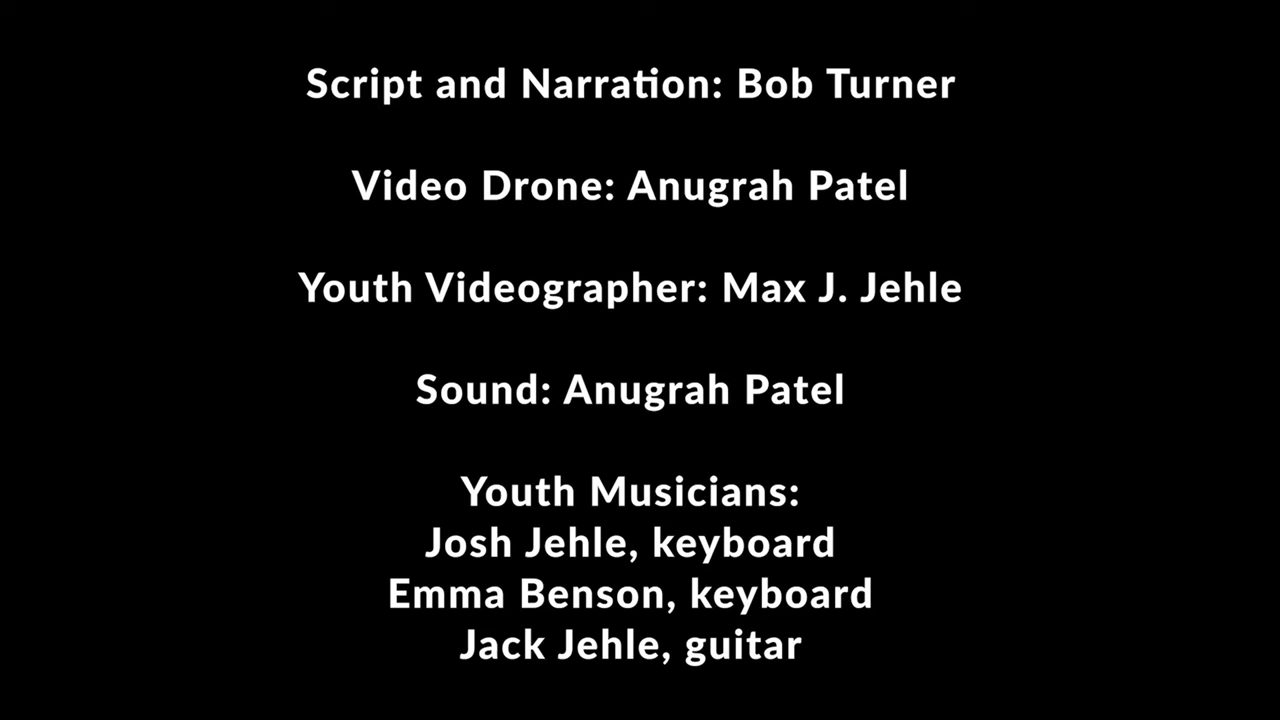 Script and Narration: Bob Turner
Video Drone: Anugrah Patel
Youth Videographer: Max J. Jehle
Sound: Anugrah Patel
Youth Musicians:
Josh Jehle, keyboard
Emma Benson, keyboard
Jack Jehle, guitar